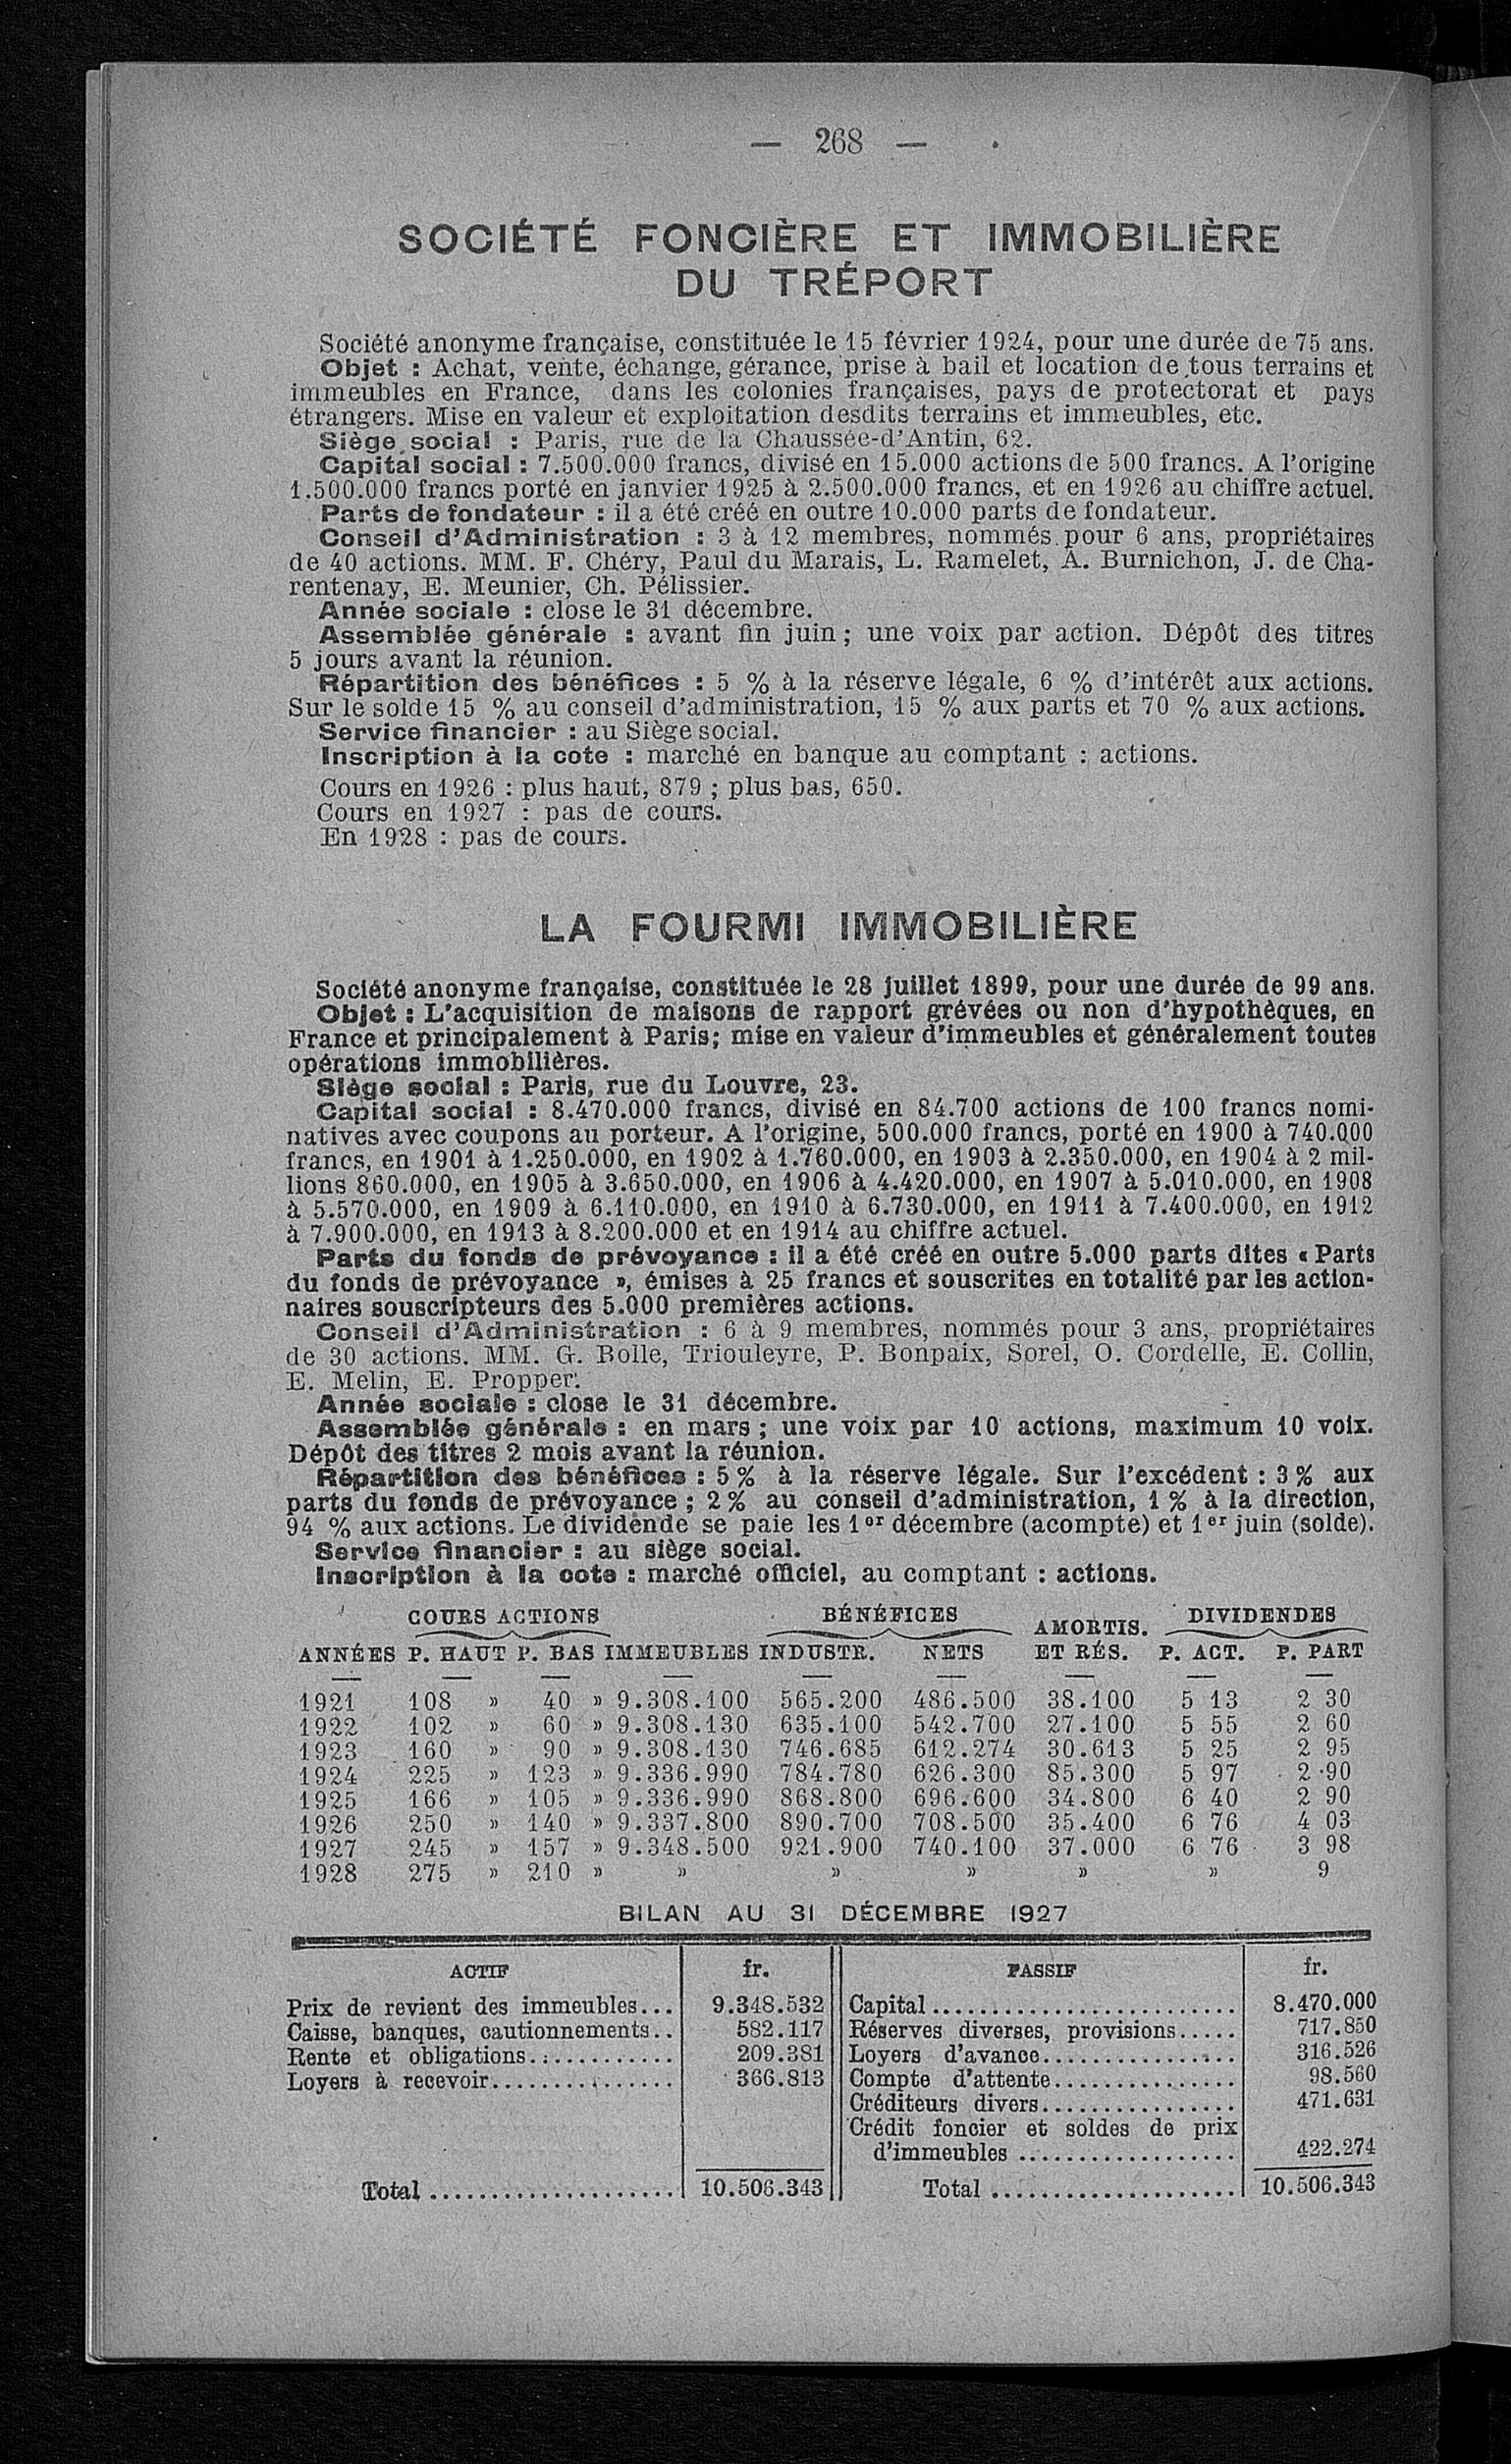 — 268 —
SOCIÉTÉ FONCIÈRE ET IMMOBILIÈRE
DU TRÉPORT
Société anonyme française, constituée le 15 février 1924, pour une durée de 75 ans.
Objet : Achat, vente, échange, gérance, prise à bail et location de tous terrains et
immeubles en France, dans les colonies françaises, pays de protectorat et pays
étrangers. Mise en valeur et exploitation desdits terrains et immeubles, etc.
Siège social : Paris, rue de la Chaussée-d'Antin, 62.
Capital social : 7.500.000 francs, divisé en 15.000 actions de 500 francs. A l'origine
1.500.000 francs porté en janvier 1925 à 2.500.000 francs, et en 1926 au chiffre actuel.
Parts de fondateur : il a été créé en outre 10.000 parts de fondateur.
Conseil d'Administration : 3 à 12 membres, nommés pour 6 ans, propriétaires
de 40 actions. MM. F. Chéry, Paul du Marais, L. Ramelet, A. Burnichon, J. de Cha-
rentenay, E. Meunier, Ch. Pélissier.
Année sociale : close le 31 décembre.
Assemblée générale : avant fin juin ; une voix par action. Dépôt des titres
5 jours avant la réunion.
Répartition des bénéfices : 5 % à la réserve légale, 6 % d'intérêt aux actions.
Sur le solde 15 % au conseil d'administration, 15 % aux parts et 70 % aux actions.
Service financier : au Siège social.
Inscription à la cote : marché en banque au comptant : actions.
Cours en 1926 : plus haut, 879 ; plus bas, 650.
Cours en 1927 : pas de cours.
En 1928 : pas de cours.
LA FOURMI IMMOBILIÈRE
Société anonyme française, constituée le 28 juillet 1899, pour une durée de 99 ans.
Objet : L'acquisition de maisons de rapport grévées ou non d'hypothèques, en
France et principalement à Paris; mise en valeur d'immeubles et généralement toutes
opérations immobilières.
Siège social : Paris, rue du Louvre, 23.
Capital social : 8.470.000 francs, divisé en 84.700 actions de 100 francs nomi-
natives avec coupons au porteur. A l'origine, 500.000 francs, porté en 1900 à 740.000
francs, en 1901 à 1.250.000, en 1902 à 1.760.000, en 1903 à 2.350.000, en 1904 à 2 mil-
lions 860.000, en 1905 à 3.650.000, en 1906 à 4.420.000, en 1907 à 5.010.000, en 1908
à 5.570.000, en 1909 à 6.110.000, en 1910 à 6.730.000, en 1911 à 7.400.000, en 1912
à 7.900.000, en 1913 à 8.200.000 et en 1914 au chiffre actuel.
Parts du fonds de prévoyance : il a été créé en outre 5.000 parts dites « Parts
du fonds de prévoyance », émises à 25 francs et souscrites en totalité par les action-
naires souscripteurs des 5.000 premières actions.
Conseil d'Administration : 6 à 9 membres, nommés pour 3 ans, propriétaires
de 30 actions. MM. G. Bolle, Triouleyre, P. Bonpaix, Sorel, O. Cordelle, E. Collin,
E. Melin, E. Propper.
Année sociale : close le 31 décembre.
Assemblée générale : en mars ; une voix par 10 actions, maximum 10 voix.
Dépôt des titres 2 mois avant la réunion.
Répartition des bénéfices : 5 % à la réserve légale. Sur l'excédent : 3 % aux
parts du fonds de prévoyance ; 2 % au conseil d'administration, 1 % à la direction,
94 % aux actions. Le dividende se paie les 1er décembre (acompte) et 1er juin (solde).
Service financier : au siège social.
Inscription à la cote : marché officiel, au comptant : actions.
COURS ACTIONS BÉNÉFICES AMORTIS. DIVIDENDES
ANNÉES P. HAUT P. BAS IMMEUBLES INDUSTR. NETS ET RÉS. P. ACT. P. PART
1921 108 » 40 » 9.308.100 565.200 486.500 38.100 5 13 2 30
1922 102 » 60 » 9.308.130 635.100 542.700 27.100 5 55 2 60
1923 160 » 90 » 9.308.130 746.685 612.274 30.613 5 25 2 95
1924 225 » 123 » 9.336.990 784.780 626.300 85.300 5 97 2 90
1925 166 » 105 » 9.336.990 868.800 696.600 34.800 6 40 2 90
1926 250 » 140 » 9.337.800 890.700 708.500 35.400 6 76 4 03
1927 245 » 157 » 9.348.500 921.900 740.100 37.000 6 76 3 98
1928 275 » 210 » » » » » » 9
BILAN AU 31 DÉCEMBRE 1927
ACTIF fr. PASSIF fr.
Prix de revient des immeubles... 9.348.532 Capital......................... 8.470.000
Caisse, banques, cautionnements.. 582.117 Réserves diverses, provisions..... 717.850
Rente et obligations............ 209.381 Loyers d'avance................ 316.526
Loyers à recevoir............... 366.813 Compte d'attente............... 98.560
Créditeurs divers................ 471.631
Crédit foncier et soldes de prix
d'immeubles .................. 422.274
Total .................... 10.506.343 Total .................... 10.506.343